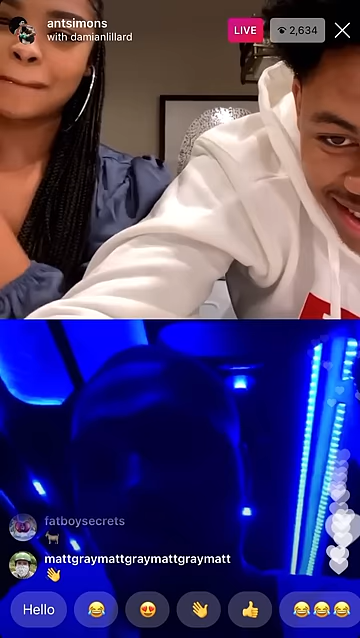 antsimons
with damianlillard
LIVE
2,634
fatboysecrets
mattgraymattgraymattgraymatt
Hello